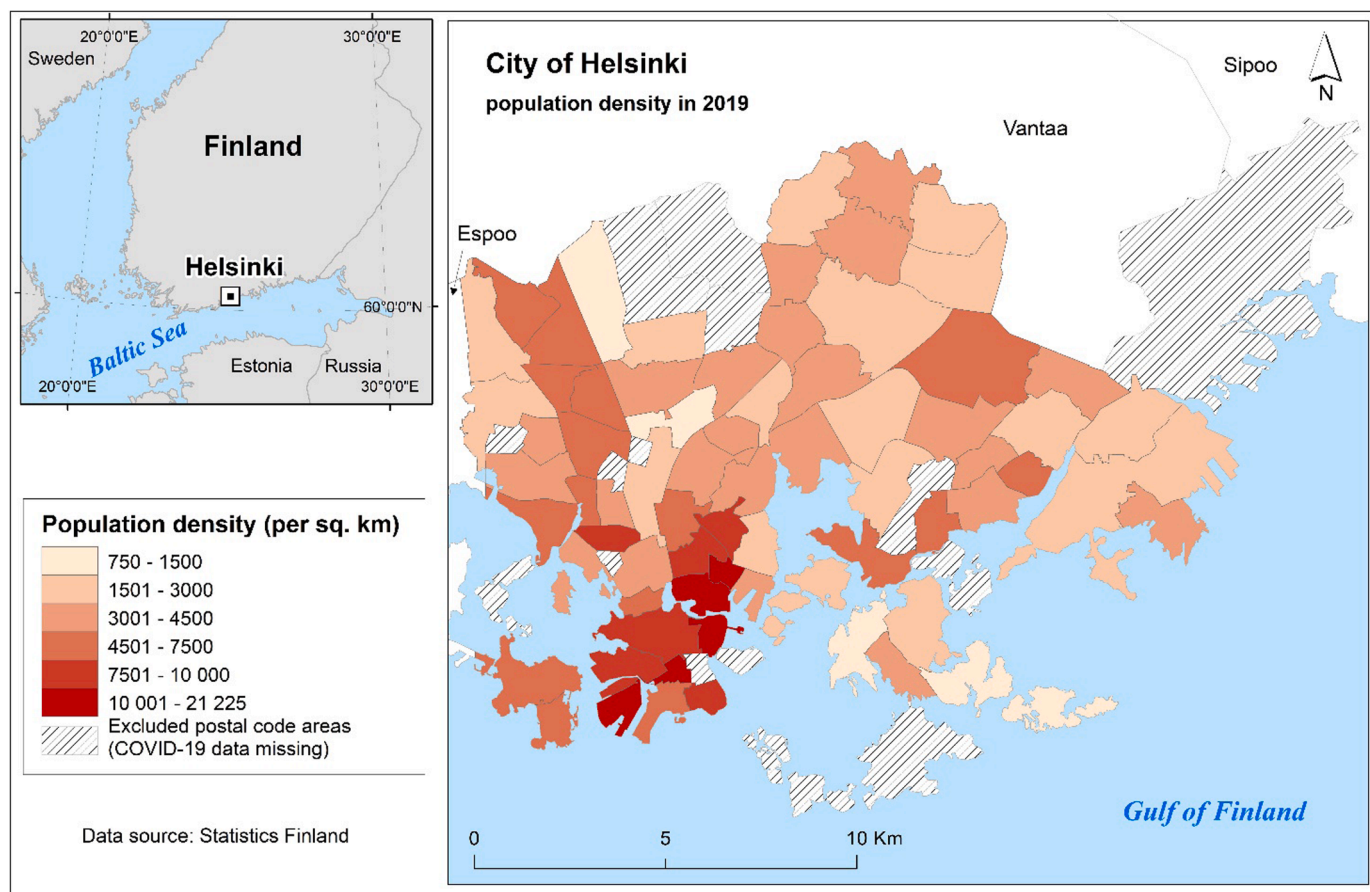 20°0'0"E
30°0'0"E
Sweden
Finland
Helsinki
60°0'0"N
Baltic Sea
Estonia
Russia
20°0'0"E
30°0'0"E
City of Helsinki
population density in 2019
Sipoo
N
Vantaa
Espoo
Population density (per sq. km)
750 - 1500
1501 - 3000
3001 - 4500
4501 - 7500
7501 - 10 000
10 001 - 21 225
Excluded postal code areas
(COVID-19 data missing)
Data source: Statistics Finland
Gulf of Finland
0
5
10 Km